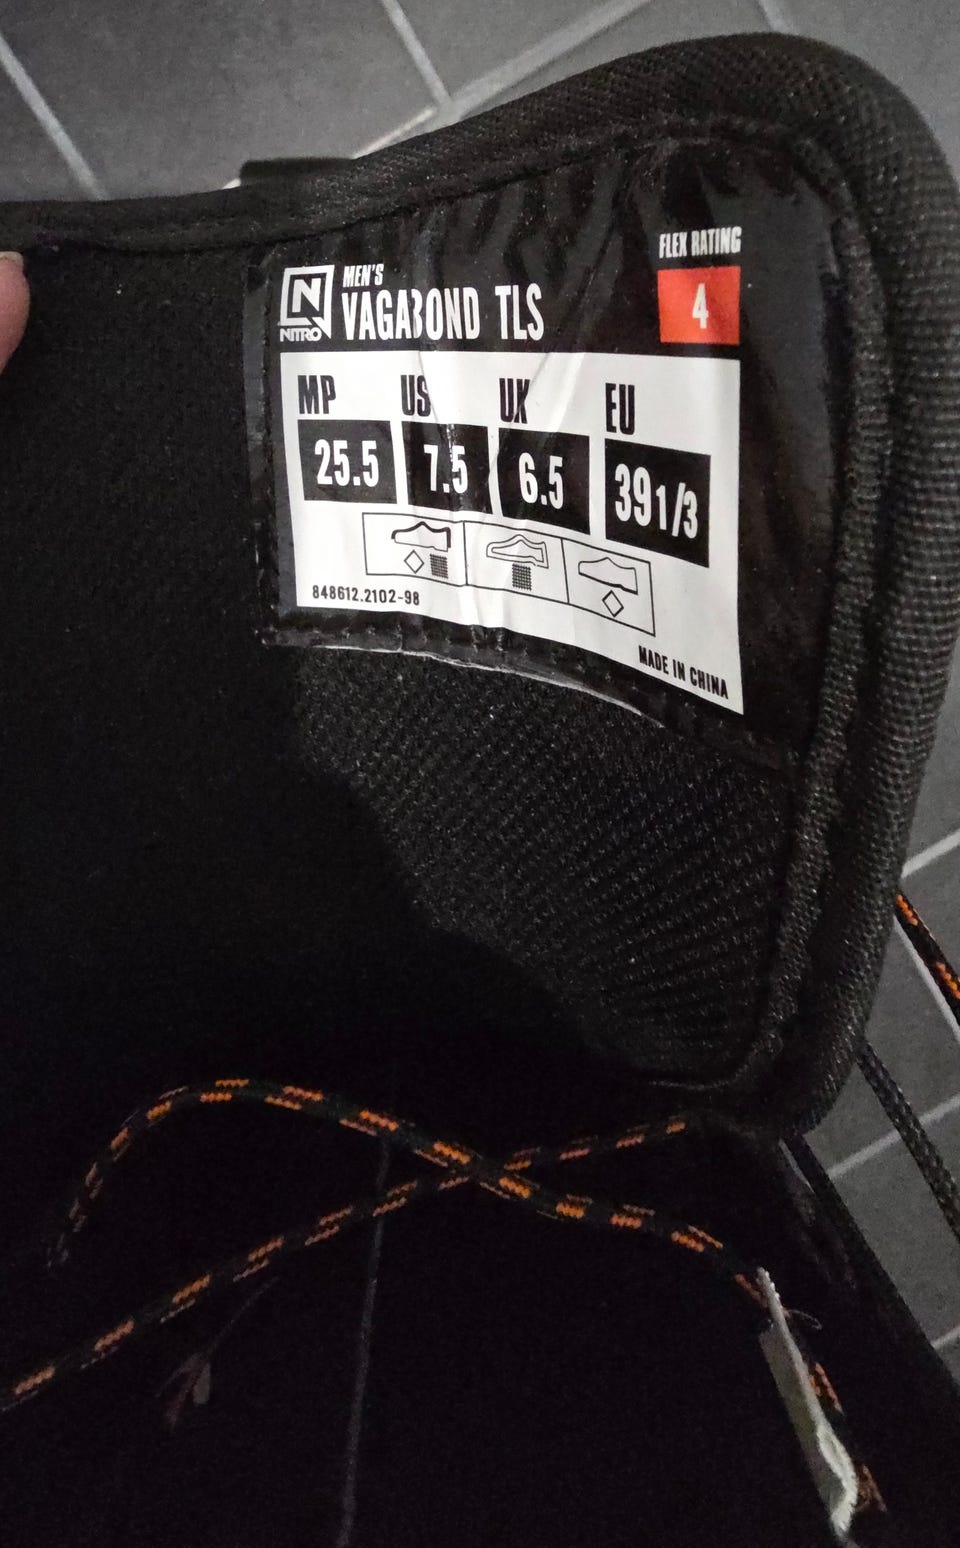 FLEX RATING
4
N
NITRO
MEN'S
VAGABOND TLS
MP US UK EU
25.5 7.5 6.5 39 1/3
848612.2102-98
MADE IN CHINA